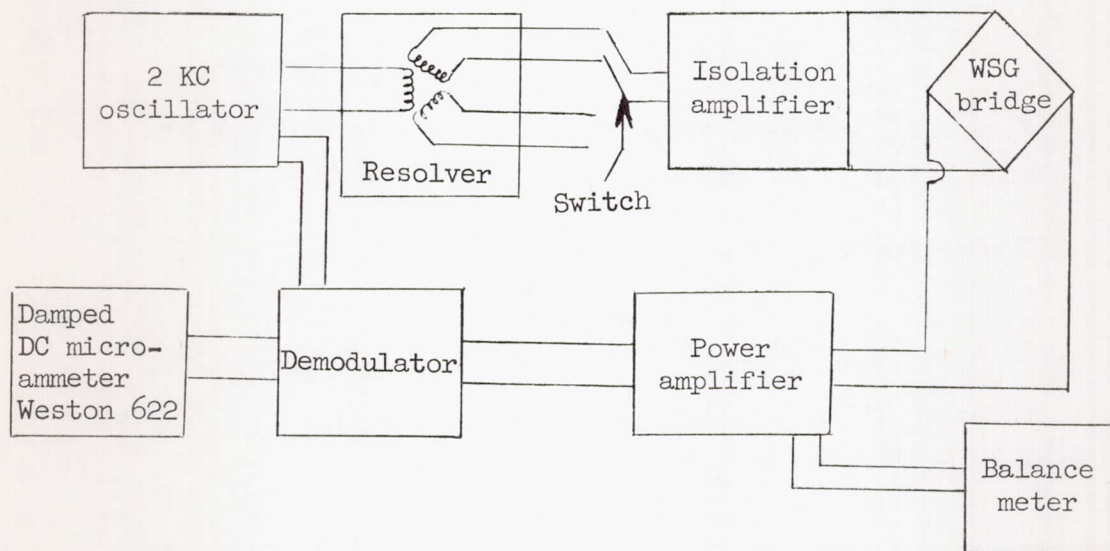 2 KC
oscillator
Resolver
Switch
Isolation
amplifier
WSG
bridge
Damped
DC micro-
ammeter
Weston 622
Demodulator
Power
amplifier
Balance
meter